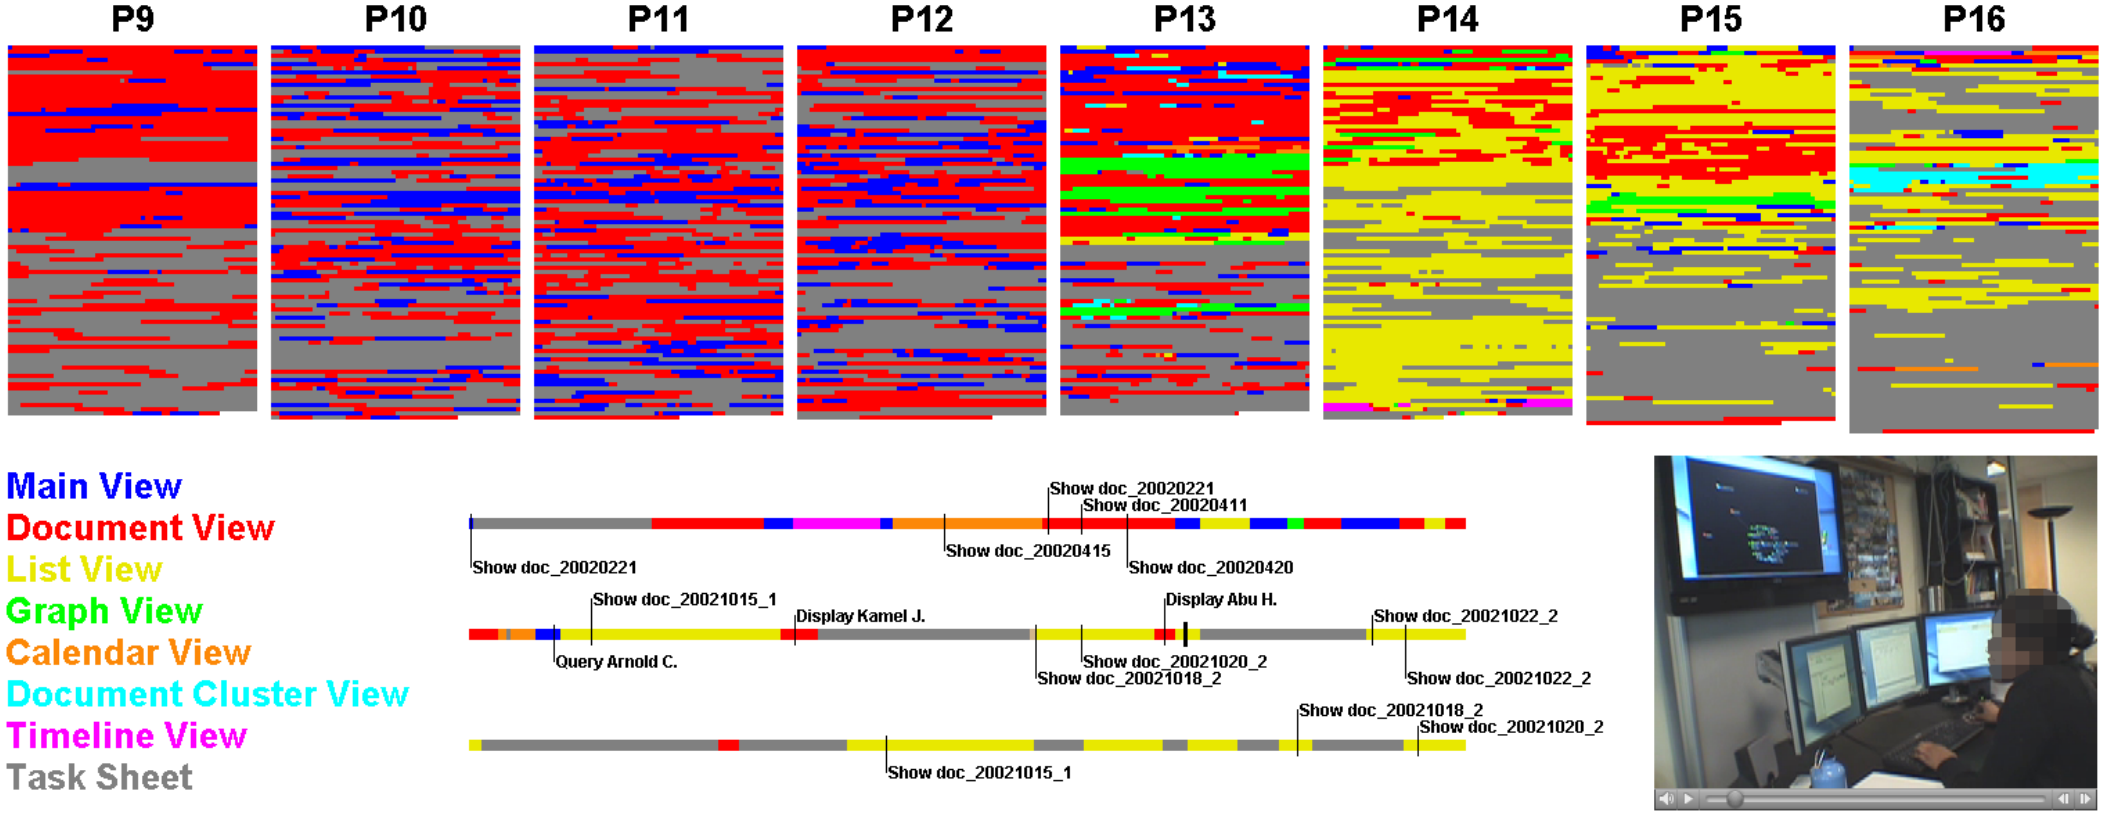 P9 P10 P11 P12 P13 P14 P15 P16
Main View
Document View
List View
Graph View
Calendar View
Document Cluster View
Timeline View
Task Sheet
Show doc_20020221
Show doc_20020411
Show doc_20020415
Show doc_20020221
Show doc_20020420
Show doc_20021015_1
Display Abu H.
Display Kamel J.
Show doc_20021022_2
Query Arnold C.
Show doc_20021020_2
Show doc_20021018_2
Show doc_20021022_2
Show doc_20021018_2
Show doc_20021020_2
Show doc_20021015_1